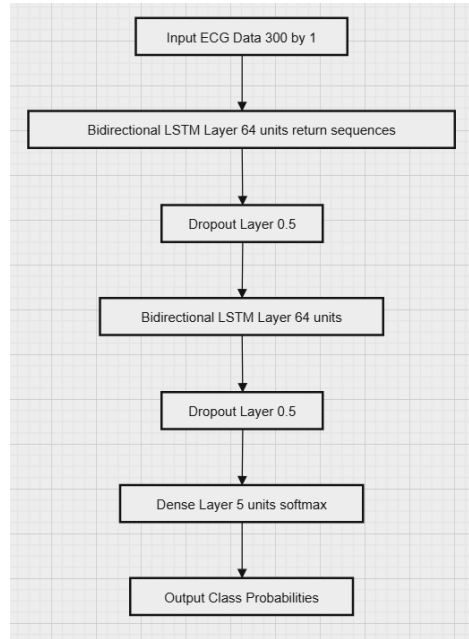 Input ECG Data 300 by 1
Bidirectional LSTM Layer 64 units return sequences
Dropout Layer 0.5
Bidirectional LSTM Layer 64 units
Dropout Layer 0.5
Dense Layer 5 units softmax
Output Class Probabilities